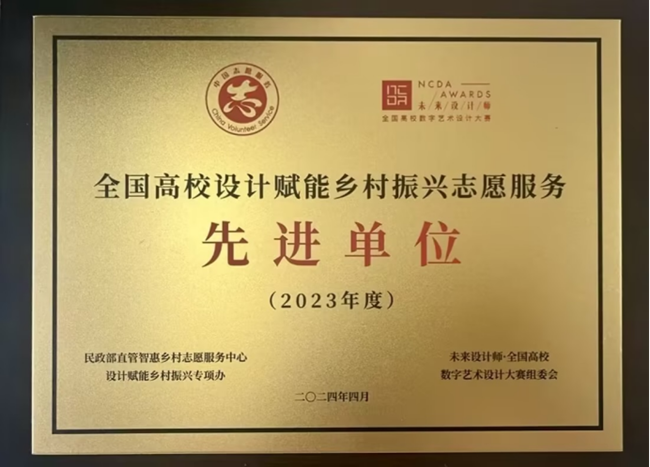 中国志愿服务
志
China Volunteer Service
NCDA
NCDA
AWARDS
未来设计师
全国高校数字艺术设计大赛
全国高校设计赋能乡村振兴志愿服务
先进单位
（2023年度）
民政部直管智惠乡村志愿服务中心
设计赋能乡村振兴专项办
未来设计师·全国高校
数字艺术设计大赛组委会
二〇二四年四月